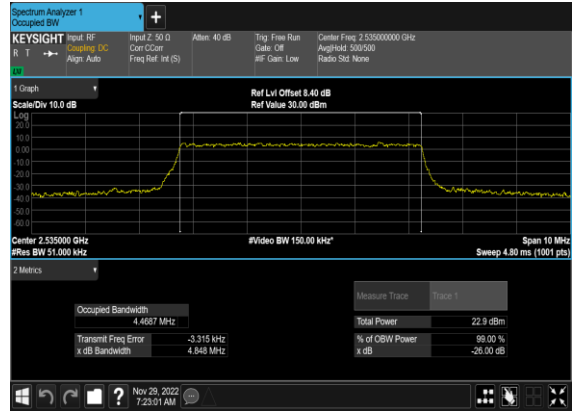 Spectrum Analyzer 1
Occupied BW
+
KEYSIGHT Input: RF Input Z: 50 Ω Atten: 40 dB Trig: Free Run Center Freq: 2.535000000 GHz
R T Coupling: DC Corr CCorr Gate: Off Avg|Hold: 500/500
Align: Auto Freq Ref: Int (S) #IF Gain: Low Radio Std: None
1 Graph Ref Lvl Offset 8.40 dB
Scale/Div 10.0 dB Ref Value 30.00 dBm
Log
20.0
10.0
0.00
-10.0
-20.0
-30.0
-40.0
-50.0
-60.0
Center 2.535000 GHz #Video BW 150.00 kHz* Span 10 MHz
#Res BW 51.000 kHz Sweep 4.80 ms (1001 pts)
2 Metrics
Measure Trace Trace 1
Occupied Bandwidth
4.4687 MHz Total Power 22.9 dBm
Transmit Freq Error -3.315 kHz % of OBW Power 99.00 %
x dB Bandwidth 4.848 MHz x dB -26.00 dB
? Nov 29, 2022
7:23:01 AM